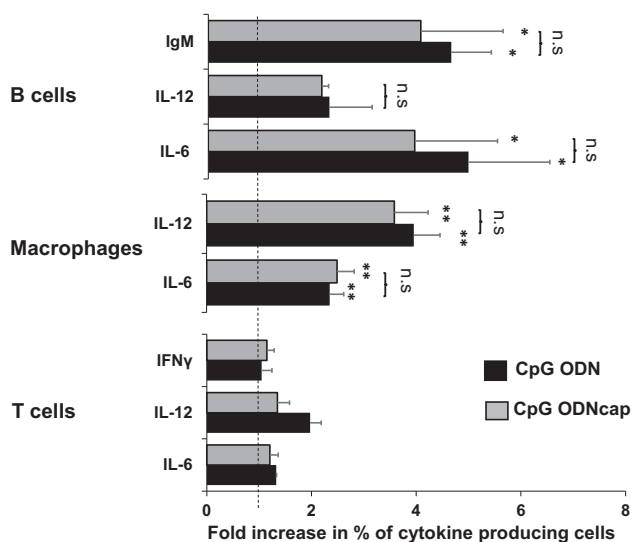 IgM
*
*
n.s
B cells
IL-12
n.s
IL-6
*
*
n.s
Macrophages
IL-12
**
**
n.s
IL-6
**
**
n.s
T cells
IFNγ
IL-12
IL-6
CpG ODN
CpG ODNcap
0 2 4 6 8
Fold increase in % of cytokine producing cells